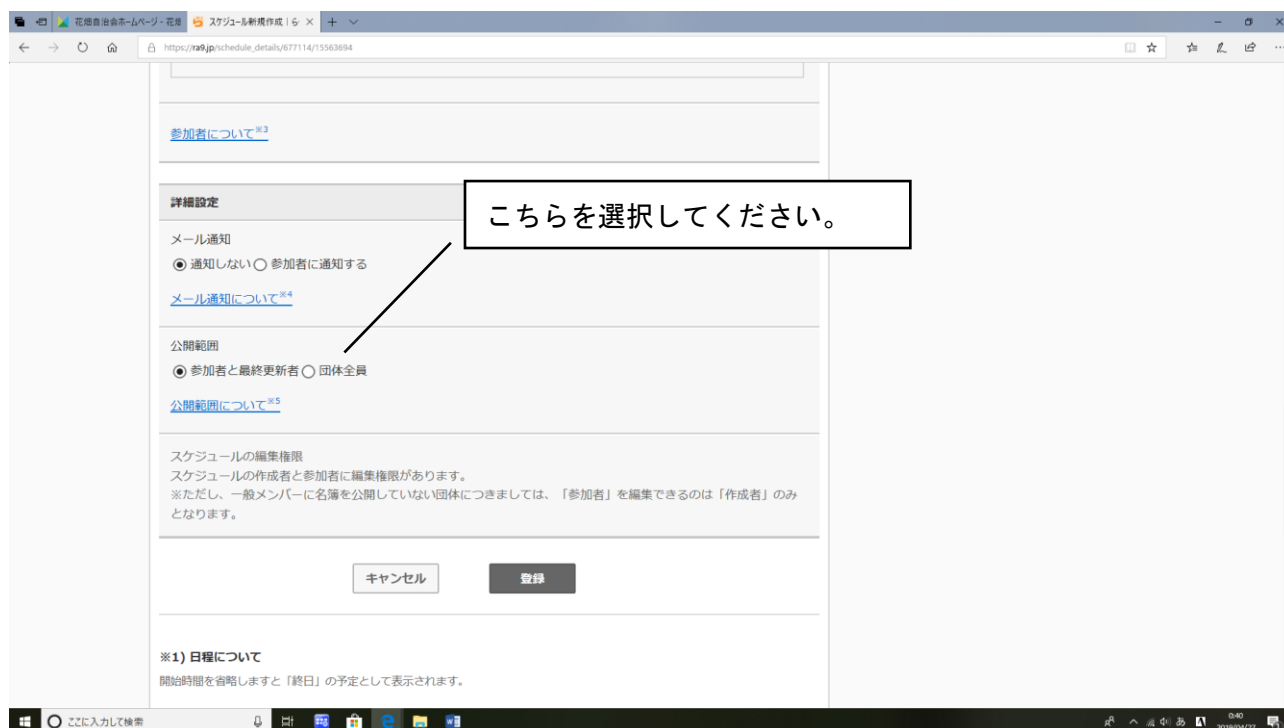 花畑自治会ホームページ - 花畑
スケジュール新規作成 | ら
https://ra9.jp/schedule_details/677114/15563694
参加者について※3
詳細設定
こちらを選択してください。
メール通知
通知しない 参加者に通知する
メール通知について※4
公開範囲
参加者と最終更新者 団体全員
公開範囲について※5
スケジュールの編集権限
スケジュールの作成者と参加者に編集権限があります。
※ただし、一般メンバーに名簿を公開していない団体につきましては、「参加者」を編集できるのは「作成者」のみ
となります。
キャンセル 登録
※1) 日程について
開始時間を省略しますと「終日」の予定として表示されます。
ここに入力して検索
あ
0:40
2019/04/27